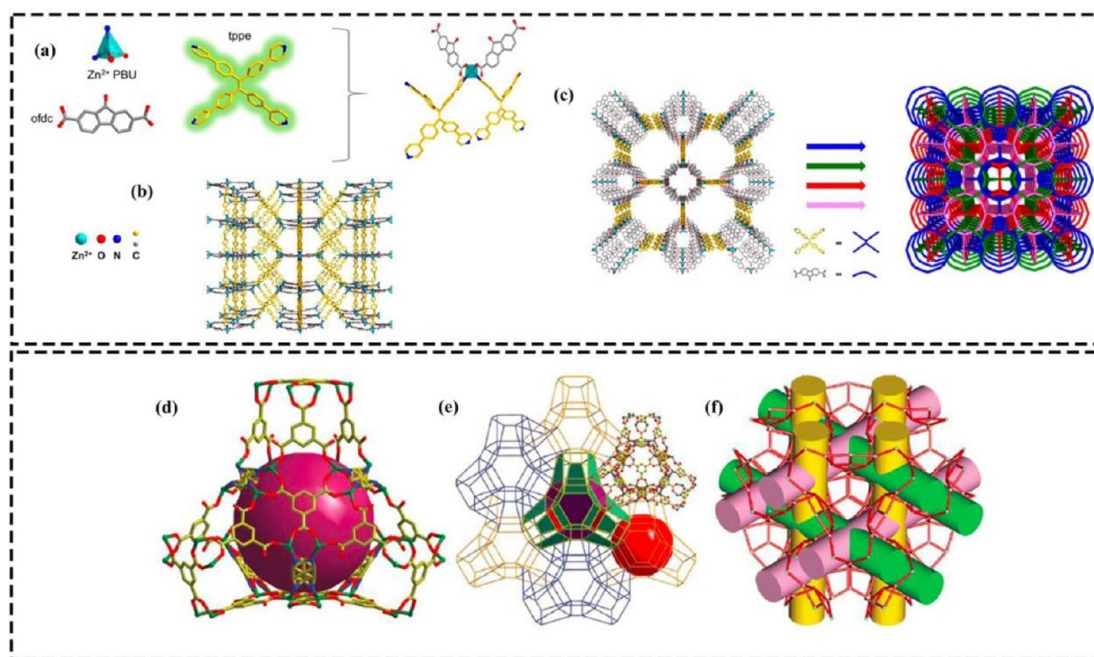 (a)
tppe
Zn²⁺ PBU
ofdc
(b)
Zn²⁺ O N C
(c)
=
=
(d)
(e)
(f)